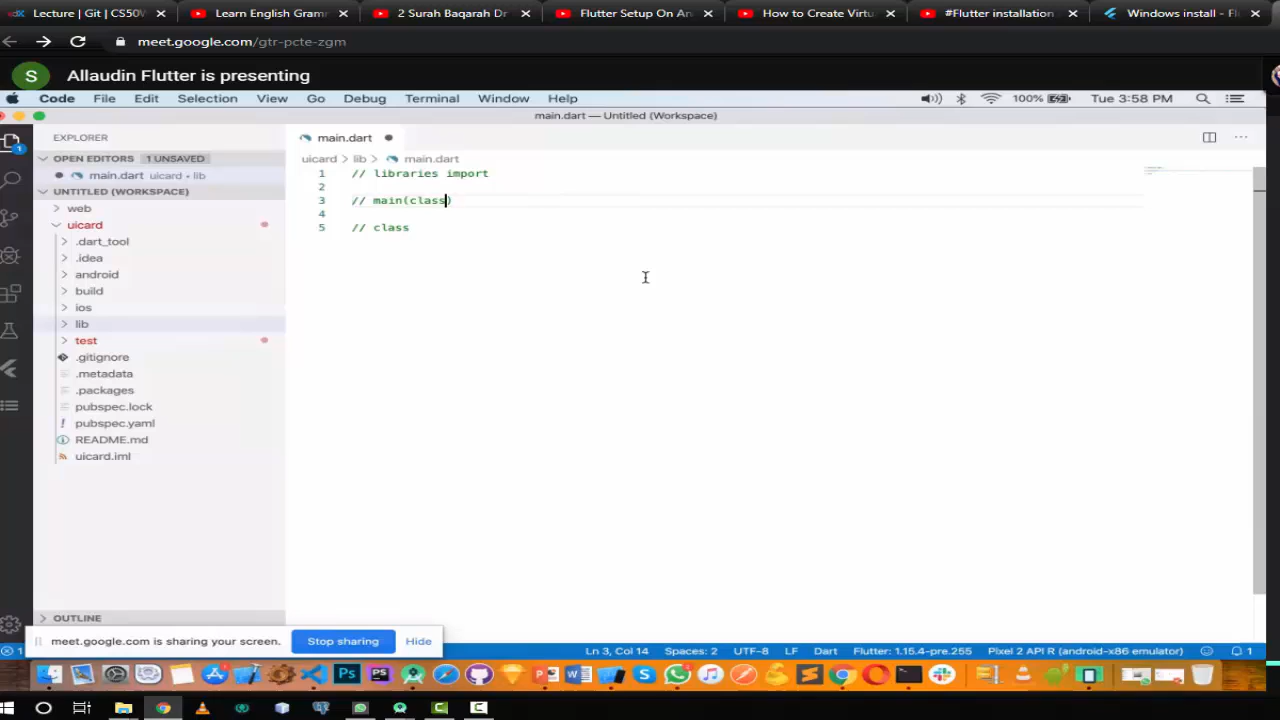 Lecture | Git | CS50W
Learn English Gram
2 Surah Baqarah Dr
Flutter Setup On An
How to Create Virtu
#Flutter installation
Windows install - Fl
meet.google.com/gtr-pcte-zgm
S
Allaudin Flutter is presenting
Code File Edit Selection View Go Debug Terminal Window Help
100%
Tue 3:58 PM
main.dart — Untitled (Workspace)
EXPLORER
main.dart
OPEN EDITORS 1 UNSAVED
uicard > lib > main.dart
main.dart uicard • lib
UNTITLED (WORKSPACE)
web
uicard
.dart_tool
.idea
android
build
ios
lib
test
.gitignore
.metadata
.packages
pubspec.lock
pubspec.yaml
README.md
uicard.iml
1 // libraries import
2
3 // main(class)
4
5 // class
OUTLINE
meet.google.com is sharing your screen. Stop sharing Hide
1
Ln 3, Col 14 Spaces: 2 UTF-8 LF Dart Flutter: 1.15.4-pre.255 Pixel 2 API R (android-x86 emulator) 1
Ps PS